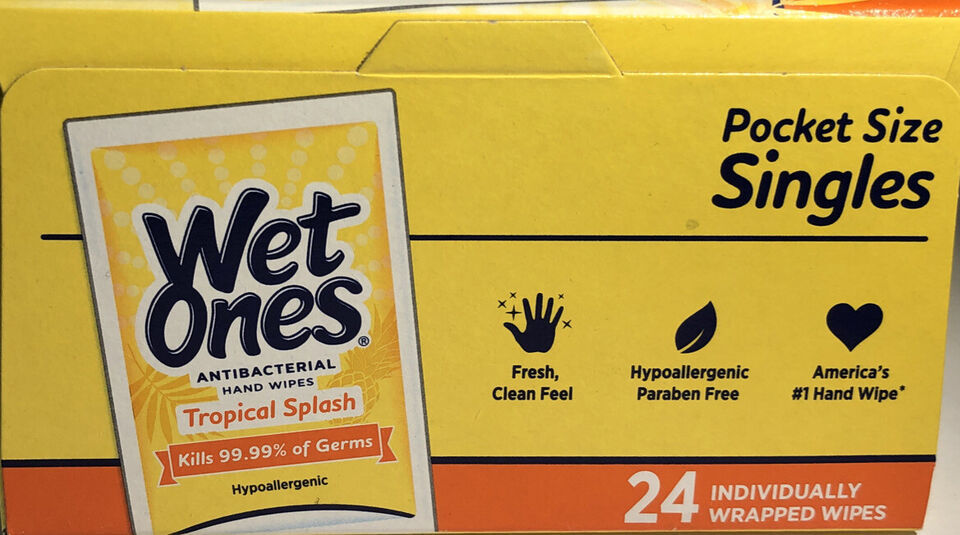 Pocket Size
Singles
Wet
Ones®
ANTIBACTERIAL
HAND WIPES
Tropical Splash
Kills 99.99% of Germs
Hypoallergenic
Fresh,
Clean Feel
Hypoallergenic
Paraben Free
America's
#1 Hand Wipe*
24 INDIVIDUALLY
WRAPPED WIPES